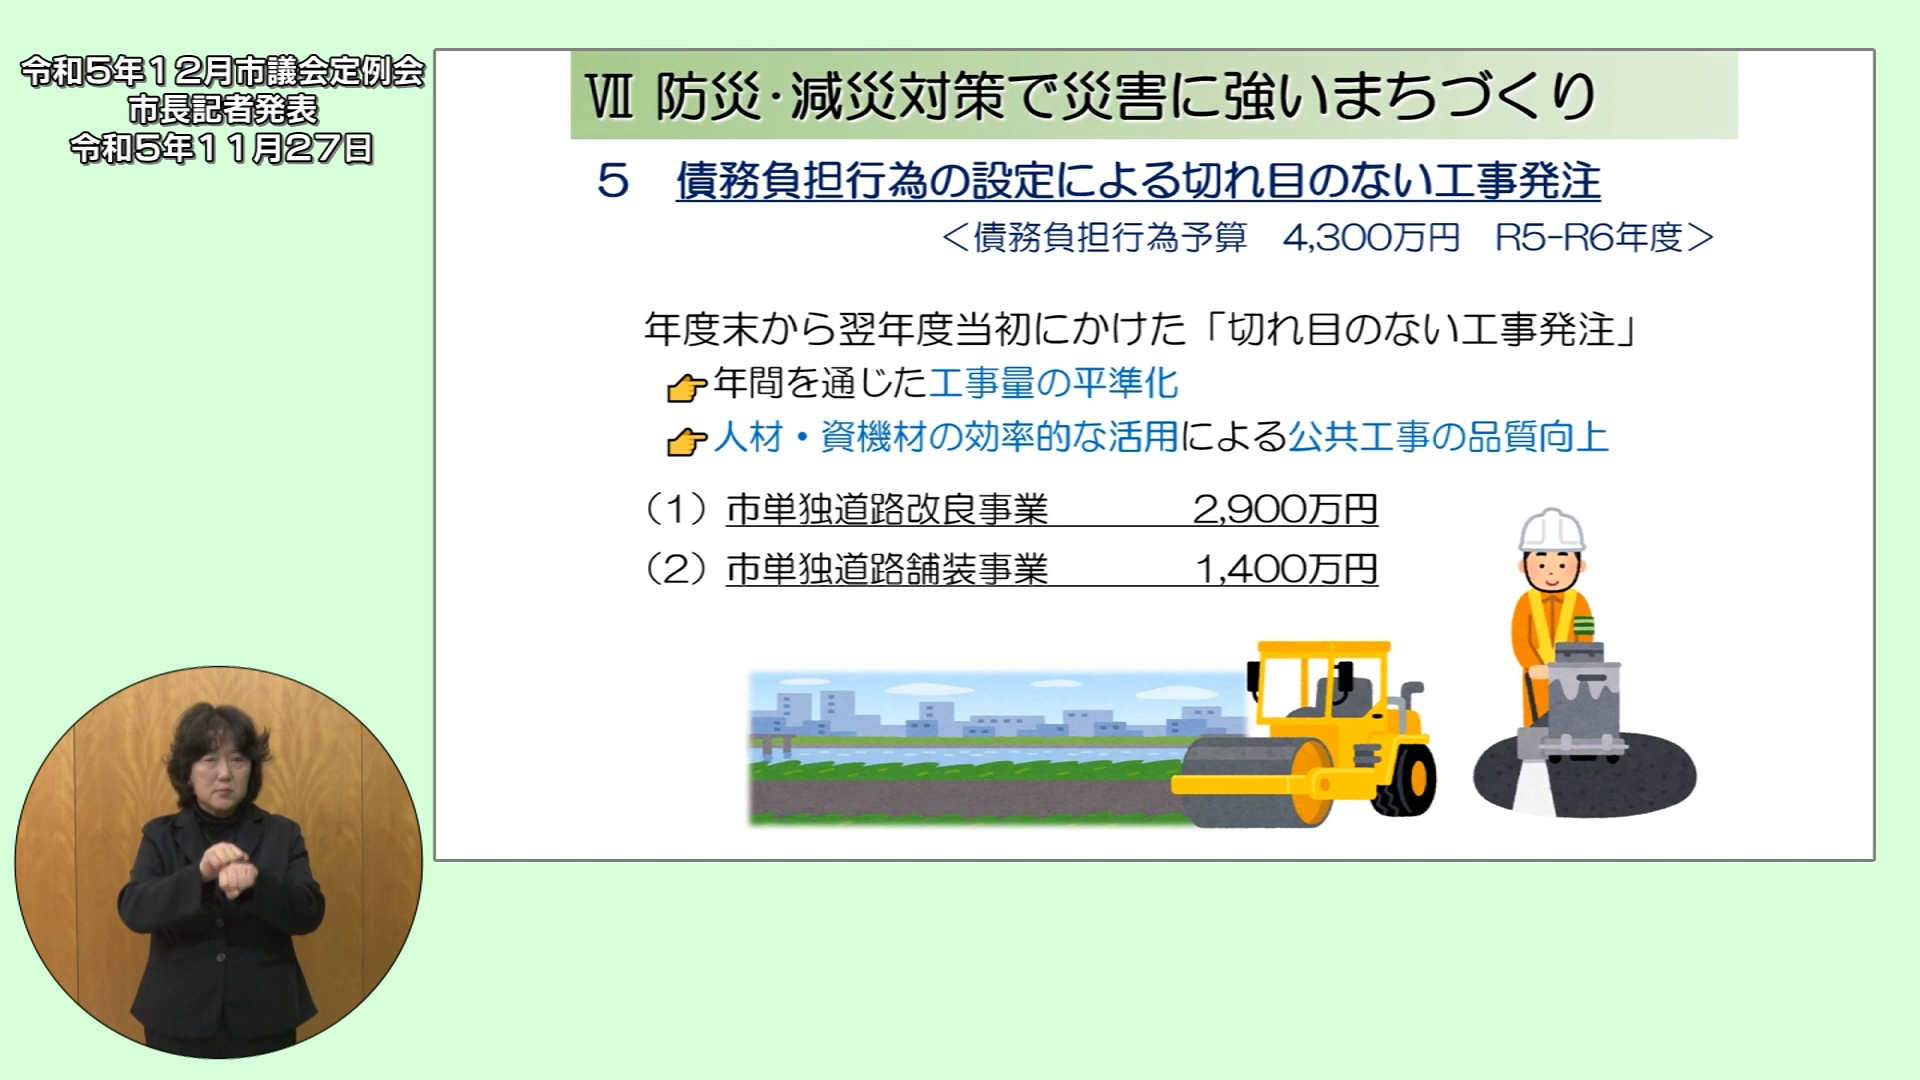 令和5年12月市議会定例会
市長記者発表
令和5年11月27日
Ⅶ 防災・減災対策で災害に強いまちづくり
5　債務負担行為の設定による切れ目のない工事発注
＜債務負担行為予算　4,300万円　R5-R6年度＞
年度末から翌年度当初にかけた「切れ目のない工事発注」
👉年間を通じた工事量の平準化
👉人材・資機材の効率的な活用による公共工事の品質向上
（1）市単独道路改良事業　　　　2,900万円
（2）市単独道路舗装事業　　　　1,400万円